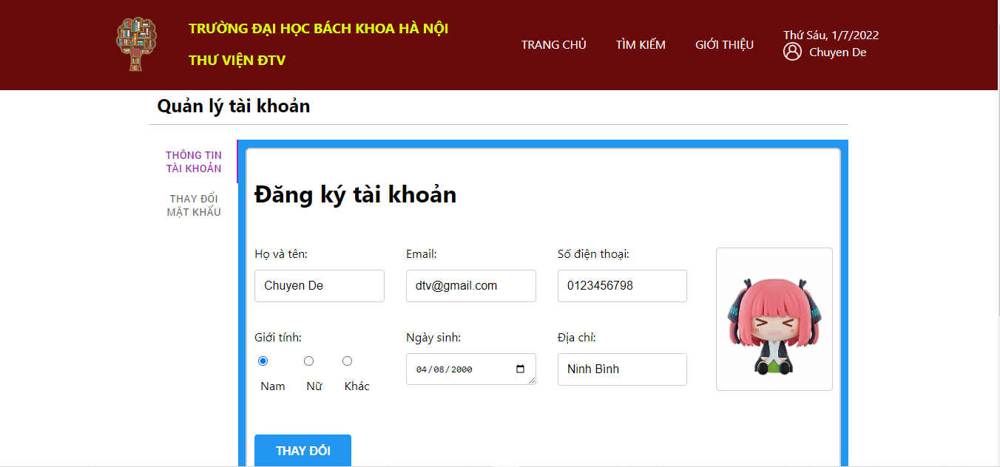 TRƯỜNG ĐẠI HỌC BÁCH KHOA HÀ NỘI
THƯ VIỆN ĐTV
TRANG CHỦ
TÌM KIẾM
GIỚI THIỆU
Thứ Sáu, 1/7/2022
Chuyen De
Quản lý tài khoản
THÔNG TIN
TÀI KHOẢN
THAY ĐỔI
MẬT KHẨU
Đăng ký tài khoản
Họ và tên:
Email:
Số điện thoại:
Chuyen De
dtv@gmail.com
0123456798
Giới tính:
Ngày sinh:
Địa chỉ:
04/08/2000
Ninh Bình
Nam
Nữ
Khác
THAY ĐỔI